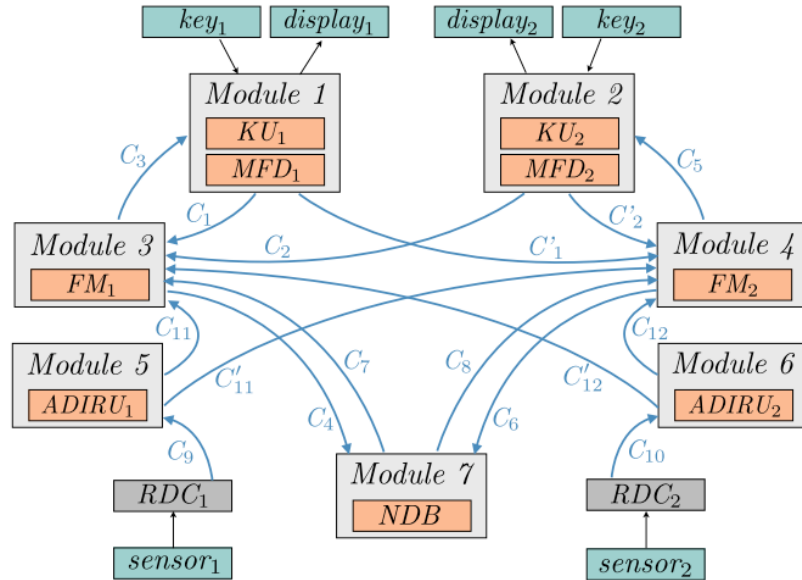 key₁ display₁ display₂ key₂
Module 1 Module 2
KU₁ KU₂
MFD₁ MFD₂
C₃ C₅
C₁ C₂ C'₁ C'₂
Module 3 Module 4
FM₁ FM₂
C₁₁ C₁₂
Module 5 C'₁₁ C₇ C₈ C'₁₂ Module 6
ADIRU₁ ADIRU₂
C₄ C₆
C₉ C₁₀
Module 7
RDC₁ RDC₂
NDB
sensor₁ sensor₂